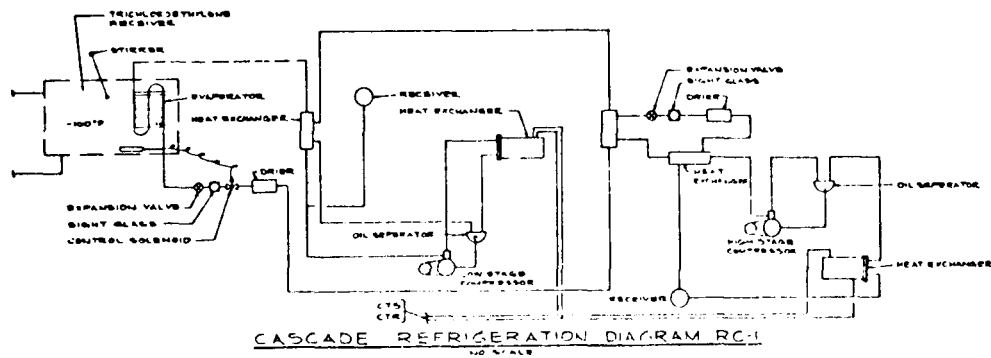 TRICHLOROETHYLENE
RECEIVER
STIRRER
EVAPORATOR
HEAT EXCHANGER
-100°F
DRIER
EXPANSION VALVE
SIGHT GLASS
CONTROL SOLENOID
RECEIVER
HEAT EXCHANGER
OIL SEPERATOR
LOW STAGE
COMPRESSOR
EXPANSION VALVE
SIGHT GLASS
DRIER
HEAT
EXCHANGER
OIL SEPERATOR
HIGH STAGE
COMPRESSOR
HEAT EXCHANGER
RECEIVER
CTS
CTR
CASCADE REFRIGERATION DIAGRAM RC-1
NO SCALE